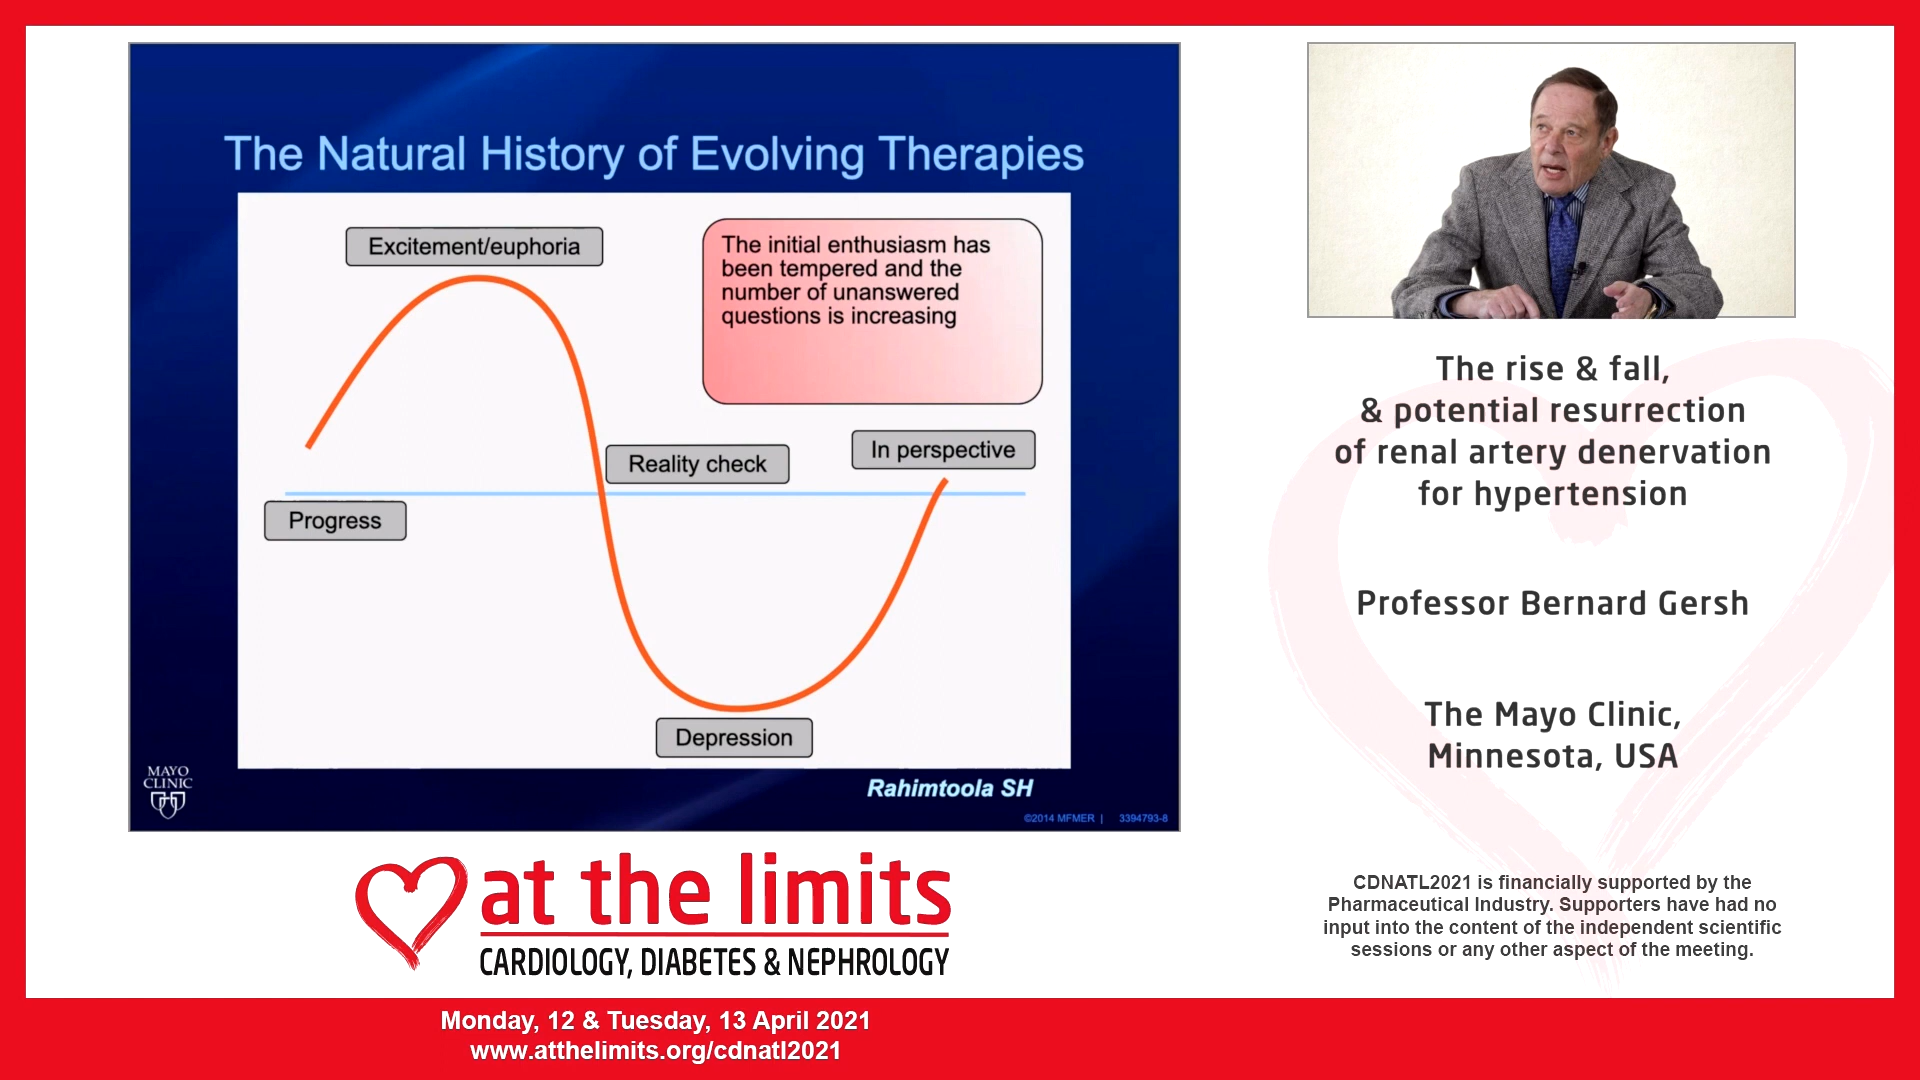 The Natural History of Evolving Therapies
Excitement/euphoria
The initial enthusiasm has
been tempered and the
number of unanswered
questions is increasing
Reality check
In perspective
Progress
Depression
MAYO
CLINIC
Rahimtoola SH
©2014 MFMER | 3394793-8
The rise & fall,
& potential resurrection
of renal artery denervation
for hypertension
Professor Bernard Gersh
The Mayo Clinic,
Minnesota, USA
at the limits
CARDIOLOGY, DIABETES & NEPHROLOGY
CDNATL2021 is financially supported by the
Pharmaceutical Industry. Supporters have had no
input into the content of the independent scientific
sessions or any other aspect of the meeting.
Monday, 12 & Tuesday, 13 April 2021
www.atthelimits.org/cdnatl2021